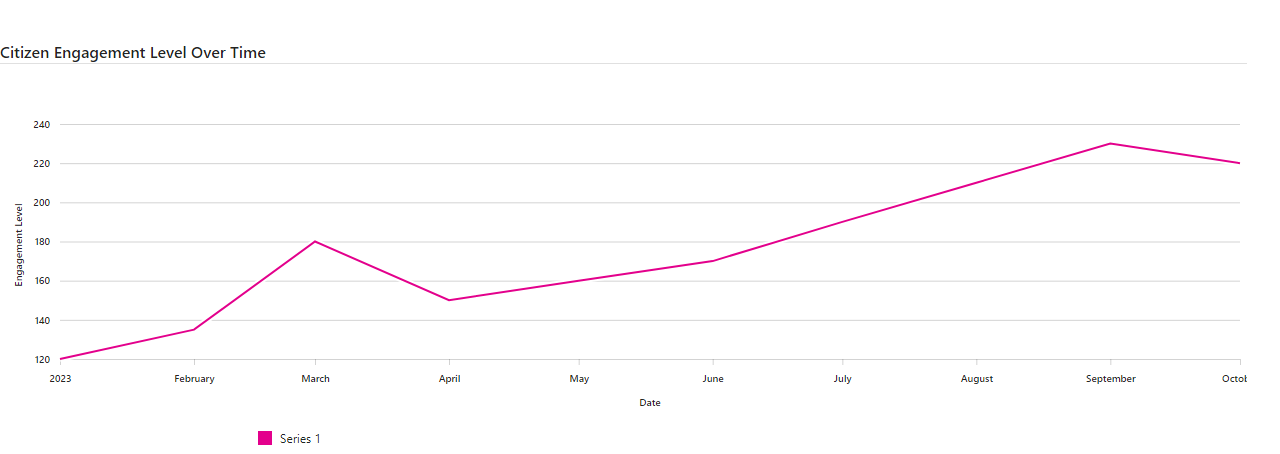 Citizen Engagement Level Over Time
240
220
200
180
160
140
120
Engagement Level
2023 February March April May June July August September Octob
Date
Series 1